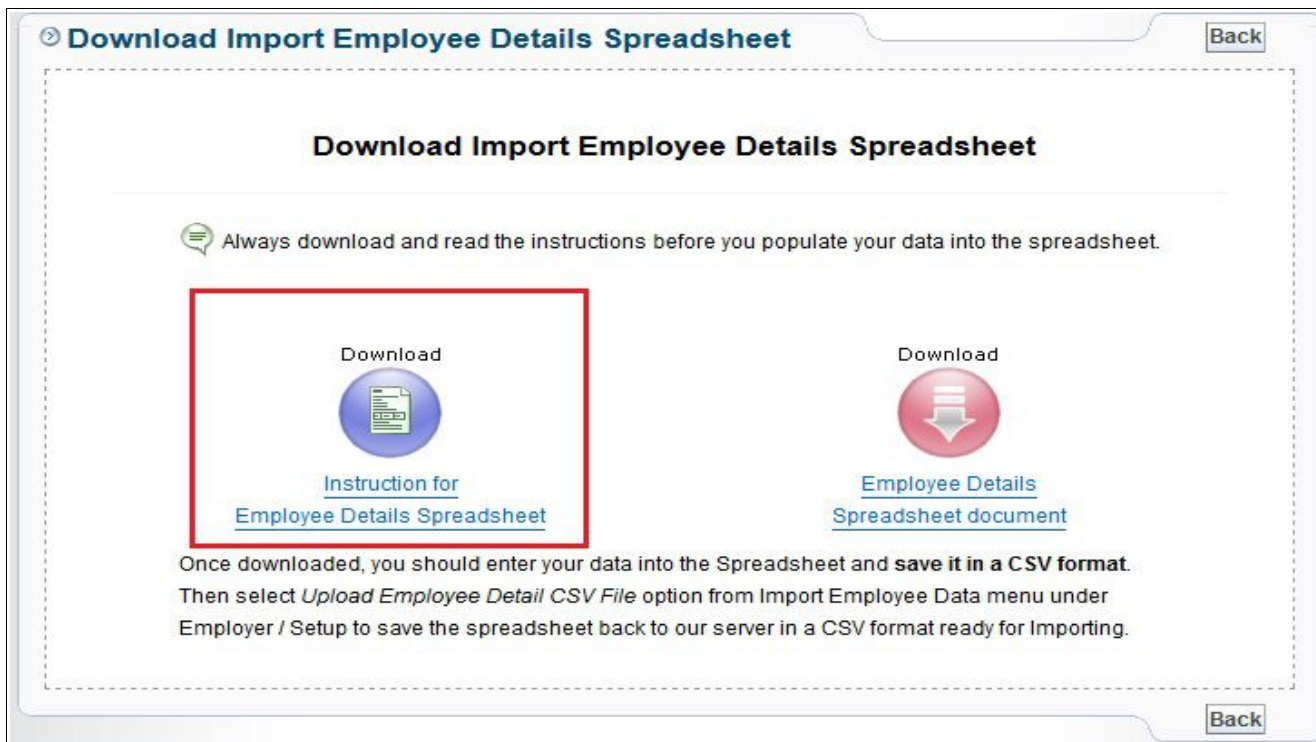 Download Import Employee Details Spreadsheet
Back
Download Import Employee Details Spreadsheet
Always download and read the instructions before you populate your data into the spreadsheet.
Download
Instruction for
Employee Details Spreadsheet
Download
Employee Details
Spreadsheet document
Once downloaded, you should enter your data into the Spreadsheet and save it in a CSV format.
Then select Upload Employee Detail CSV File option from Import Employee Data menu under
Employer / Setup to save the spreadsheet back to our server in a CSV format ready for Importing.
Back